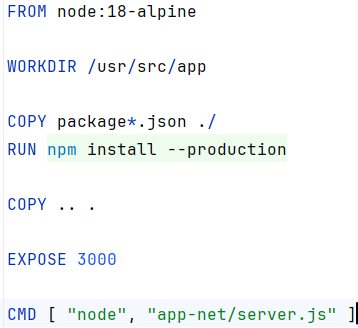 FROM node:18-alpine
WORKDIR /usr/src/app
COPY package*.json ./
RUN npm install --production
COPY .. .
EXPOSE 3000
CMD [ "node", "app-net/server.js" ]